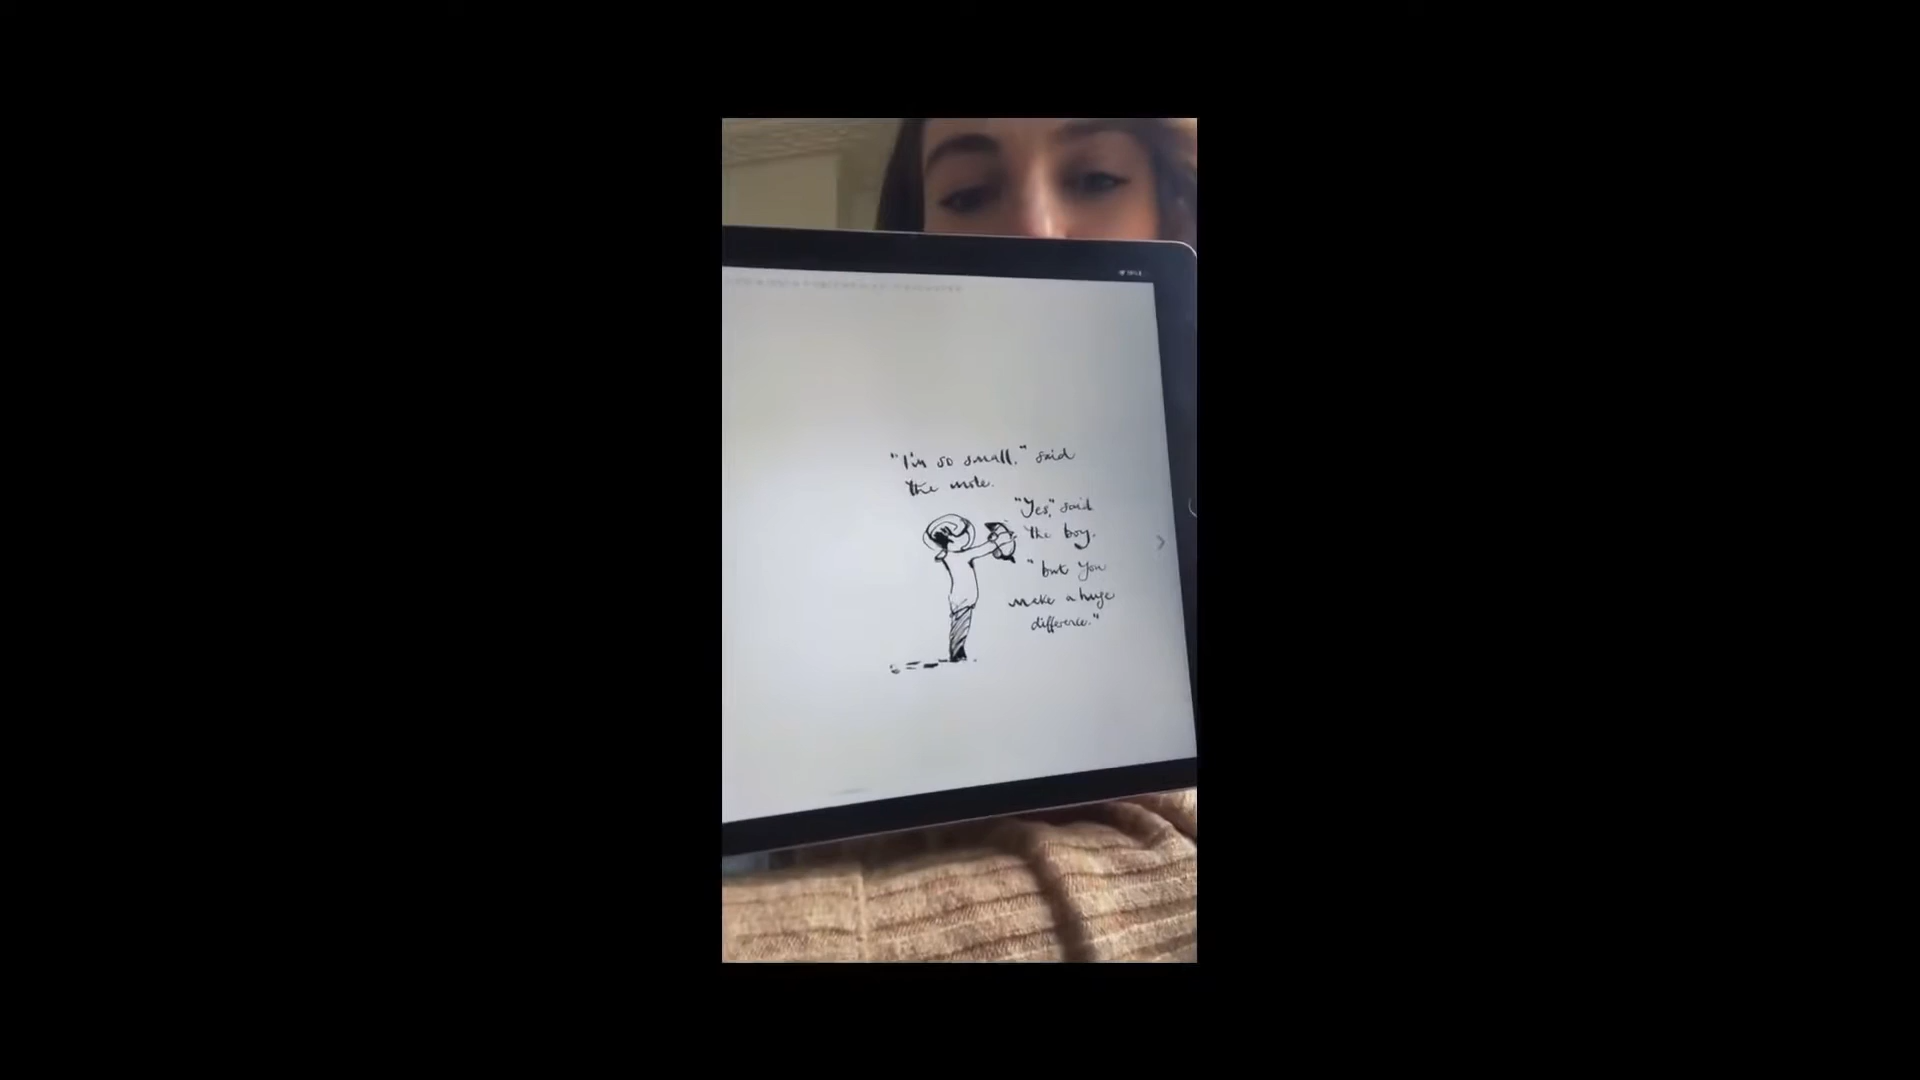 "I'm so small," said
the mole.
"Yes," said
the boy,
"but you
make a huge
difference."